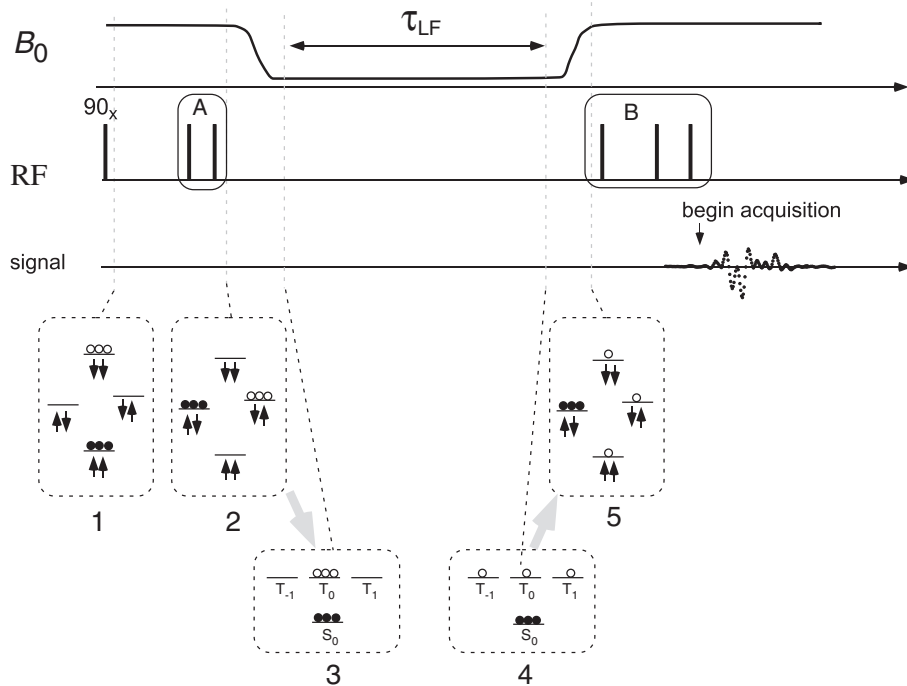 B0
τLF
A
B
90x
RF
begin acquisition
signal
1
2
5
T-1 T0 T1
S0
3
T-1 T0 T1
S0
4